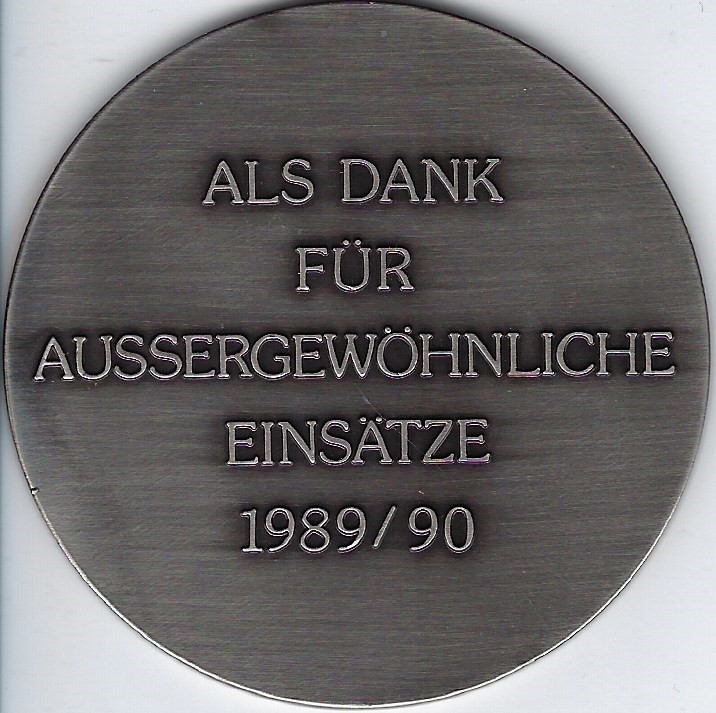 ALS DANK
FÜR
AUSSERGEWÖHNLICHE
EINSÄTZE
1989/90